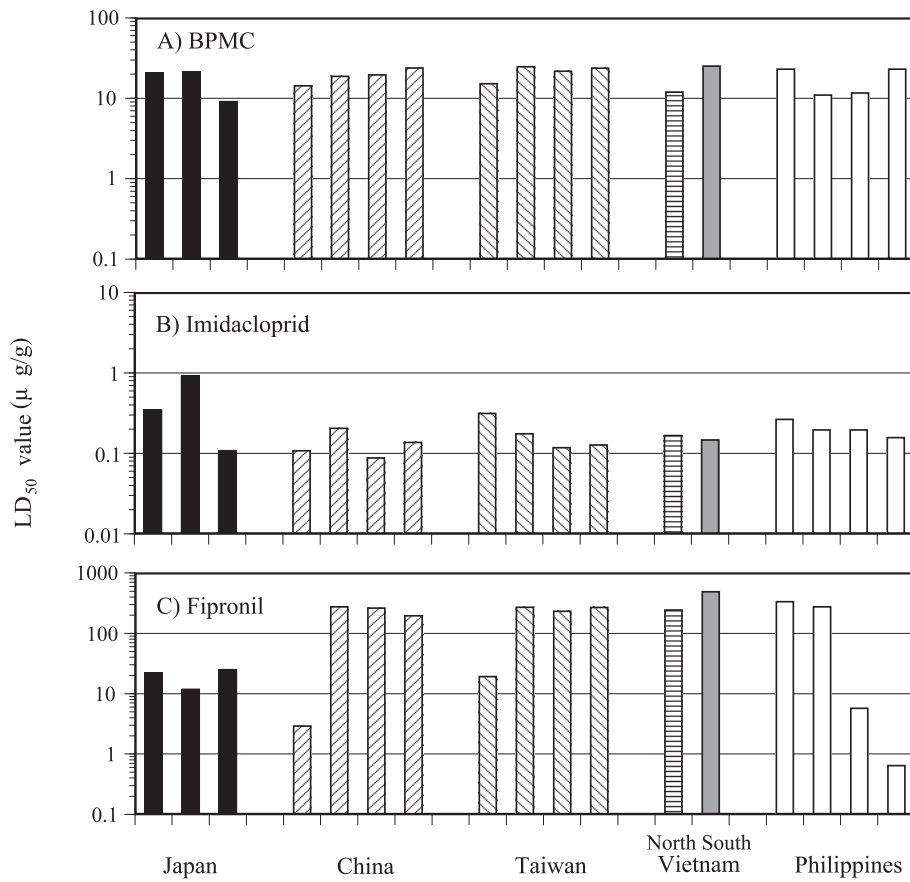 100
A) BPMC
10
1
0.1
10
B) Imidacloprid
1
0.1
0.01
1000
C) Fipronil
100
10
1
0.1
LD50 value (μ g/g)
North South
Japan China Taiwan Vietnam Philippines